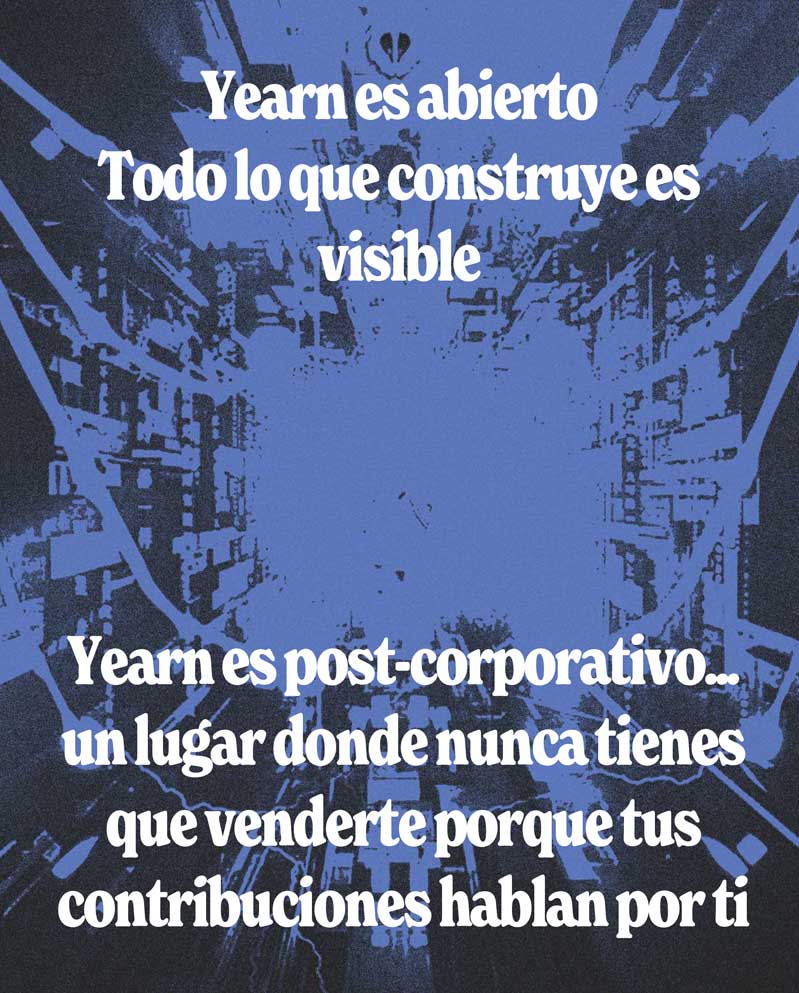 Yearn es abierto
Todo lo que construye es
visible
Yearn es post-corporativo...
un lugar donde nunca tienes
que venderte porque tus
contribuciones hablan por ti